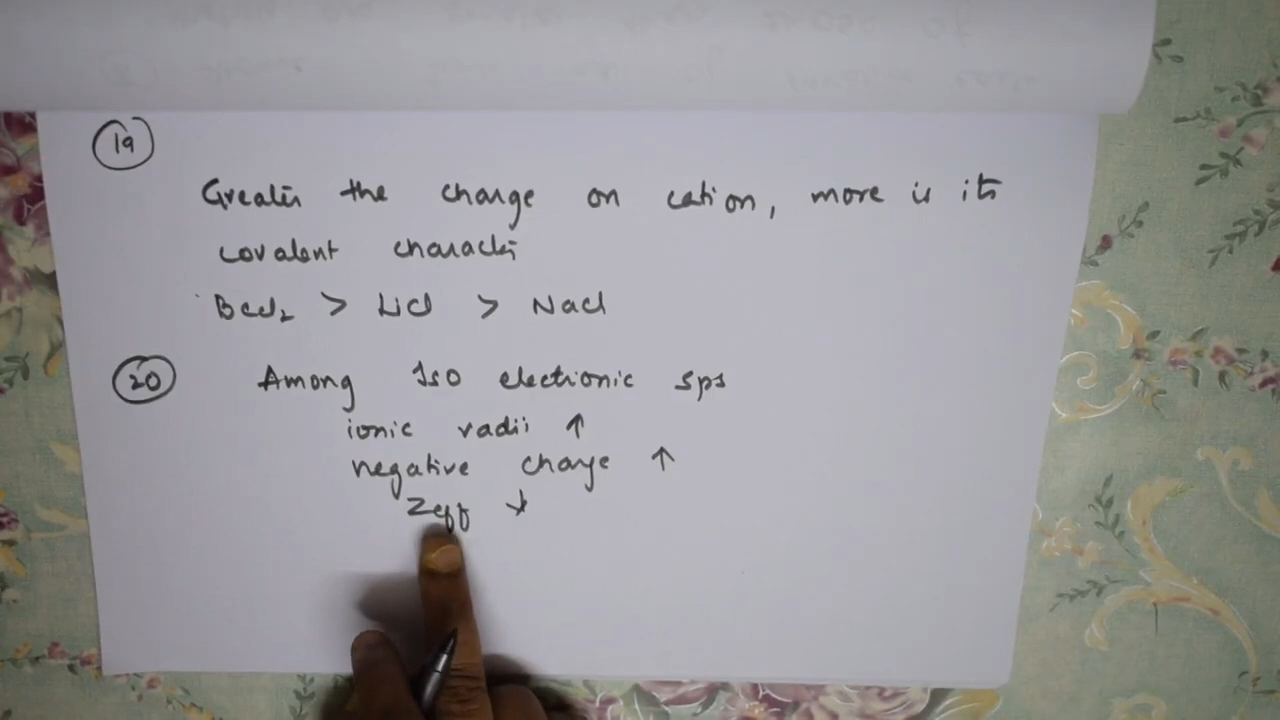 19
Greater the charge on cation, more is its
covalent character
BeCl2 > LiCl > NaCl
20 Among Iso electronic sps
ionic radii ↑
negative charge ↑
Zeff ↓